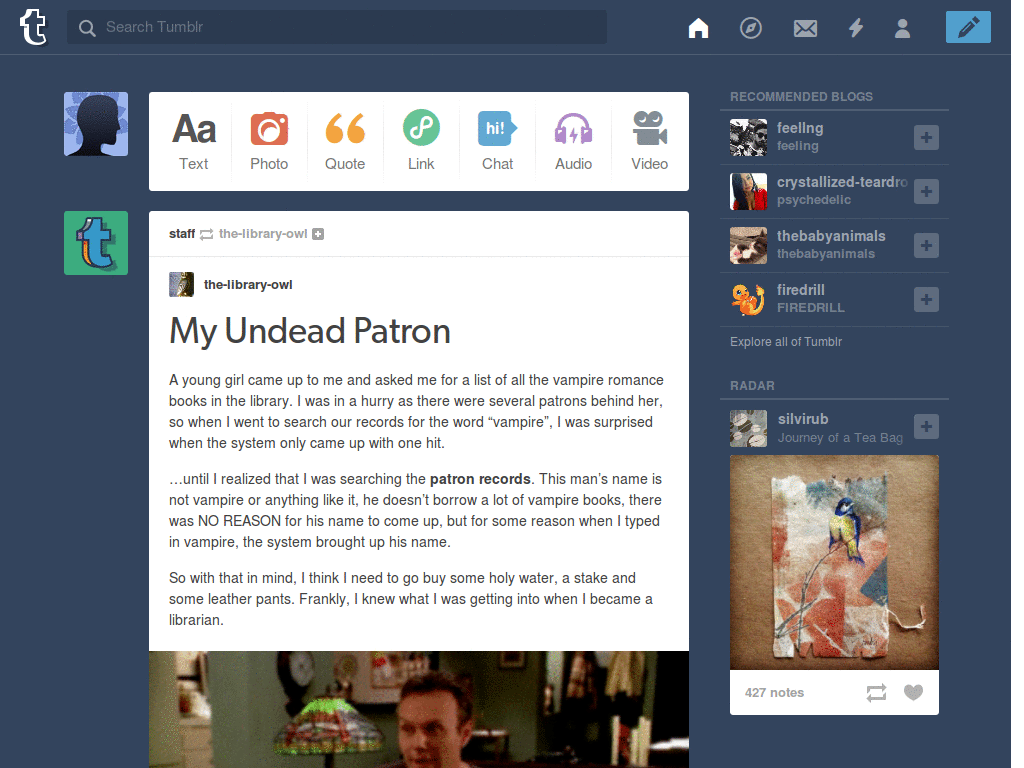 t
Search Tumblr
Aa
hi!
Text
Photo
Quote
Link
Chat
Audio
Video
staff the-library-owl
the-library-owl
My Undead Patron
A young girl came up to me and asked me for a list of all the vampire romance
books in the library. I was in a hurry as there were several patrons behind her,
so when I went to search our records for the word “vampire”, I was surprised
when the system only came up with one hit.
…until I realized that I was searching the patron records. This man’s name is
not vampire or anything like it, he doesn’t borrow a lot of vampire books, there
was NO REASON for his name to come up, but for some reason when I typed
in vampire, the system brought up his name.
So with that in mind, I think I need to go buy some holy water, a stake and
some leather pants. Frankly, I knew what I was getting into when I became a
librarian.
RECOMMENDED BLOGS
feelIng
feeling
crystallized-teardro
psychedelic
thebabyanimals
thebabyanimals
firedrill
FIREDRILL
Explore all of Tumblr
RADAR
silvirub
Journey of a Tea Bag
427 notes